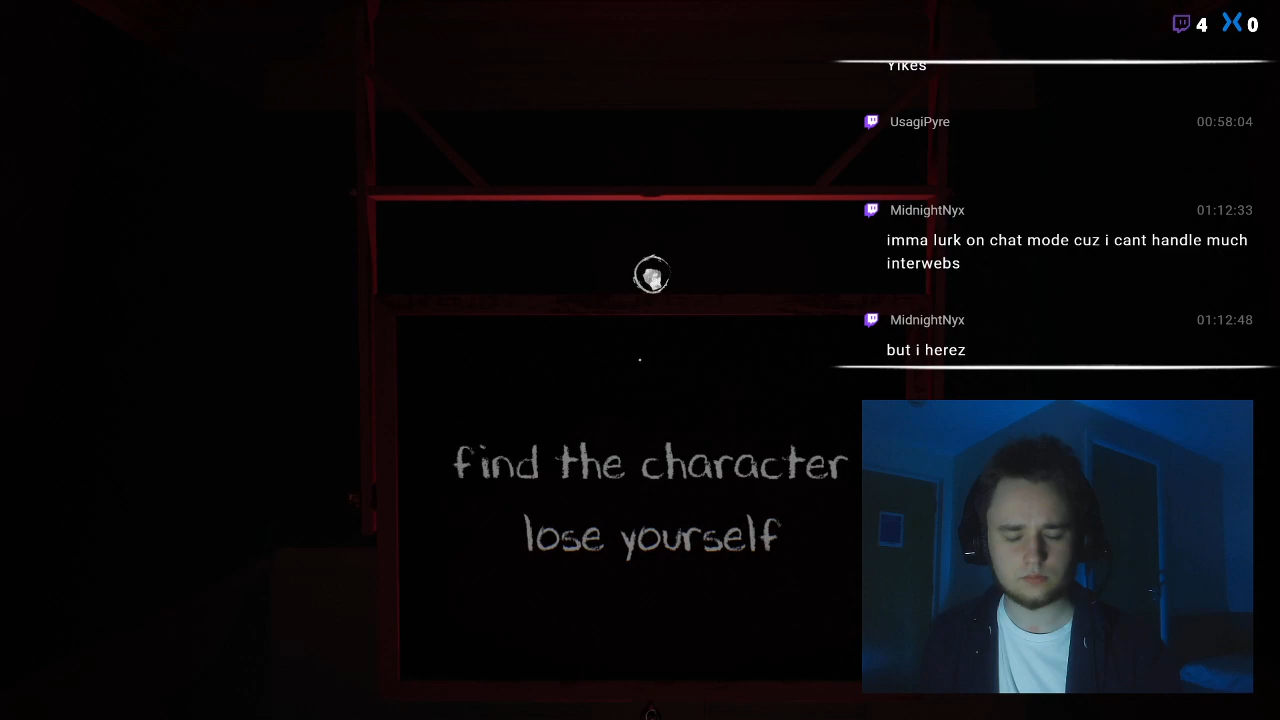 4 0
Yikes
UsagiPyre 00:58:04
MidnightNyx 01:12:33
imma lurk on chat mode cuz i cant handle much
interwebs
MidnightNyx 01:12:48
but i herez
find the character
lose yourself